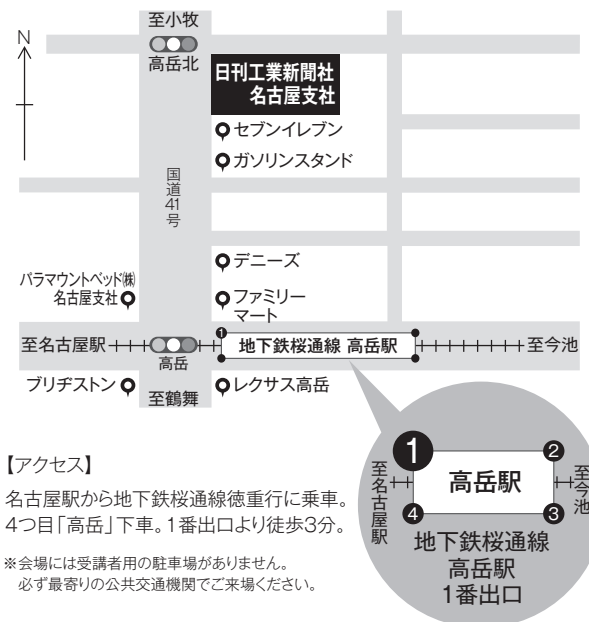 至小牧
N
高岳北
日刊工業新聞社
名古屋支社
セブンイレブン
ガソリンスタンド
国道41号
デニーズ
パラマウントベッド㈱
名古屋支社
ファミリー
マート
1
至名古屋駅
地下鉄桜通線 高岳駅
至今池
高岳
ブリヂストン
至鶴舞
レクサス高岳
【アクセス】
名古屋駅から地下鉄桜通線徳重行に乗車。
4つ目「高岳」下車。1番出口より徒歩3分。
※会場には受講者用の駐車場がありません。
必ず最寄りの公共交通機関でご来場ください。
1
2
至名古屋駅
高岳駅
至今池
4
3
地下鉄桜通線
高岳駅
1番出口